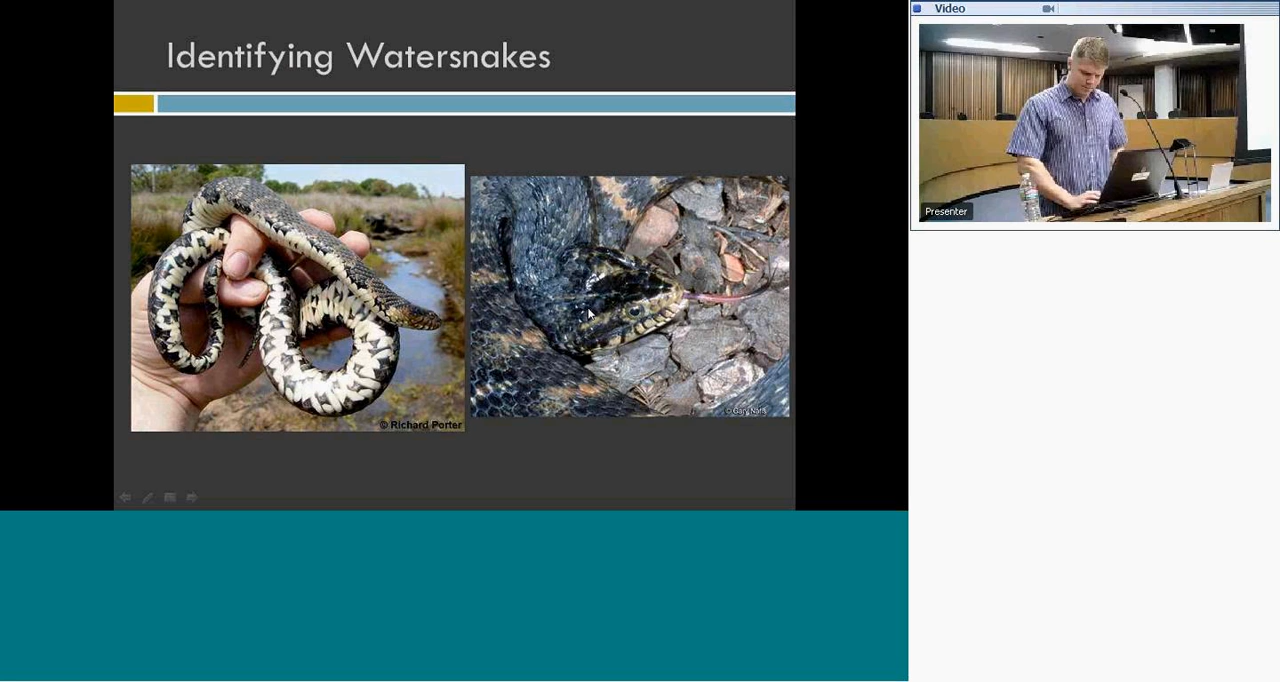 Identifying Watersnakes
© Richard Porter
© Gary Nafis
Video
Presenter